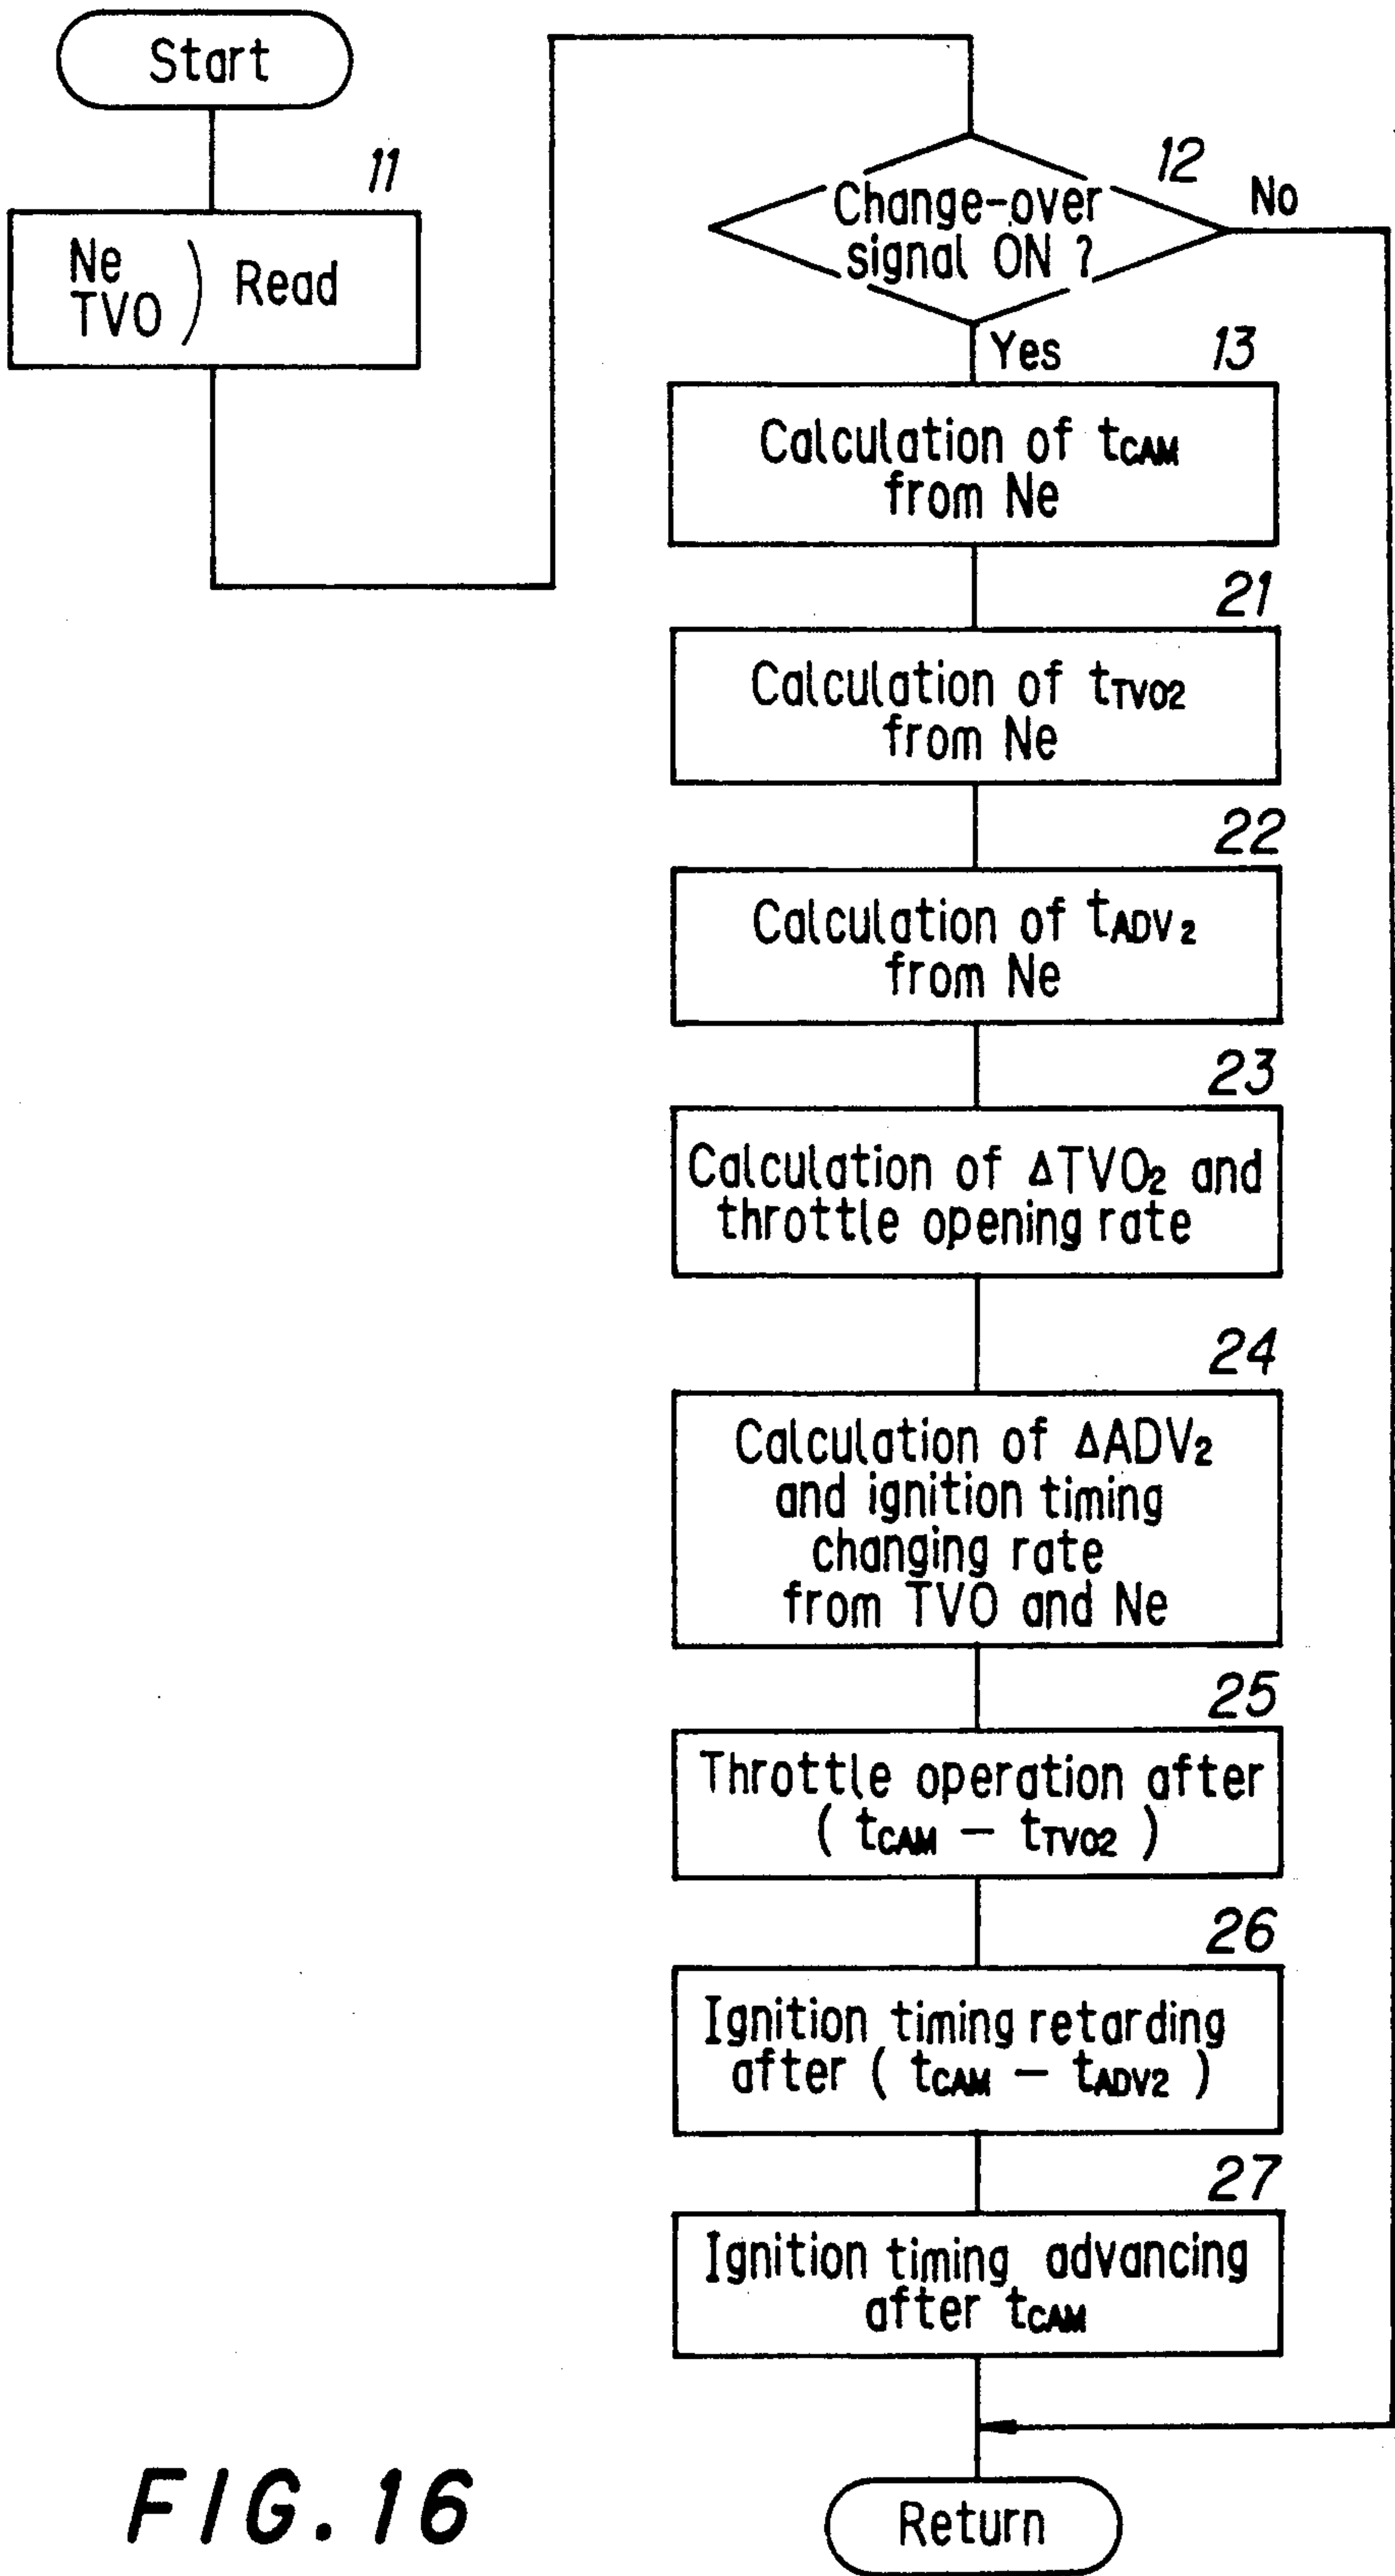 Start
11
Ne
TVO ) Read
12
Change-over
signal ON ?
No
Yes
13
Calculation of tCAM
from Ne
21
Calculation of tTVO2
from Ne
22
Calculation of tADV2
from Ne
23
Calculation of ΔTVO2 and
throttle opening rate
24
Calculation of ΔADV2
and ignition timing
changing rate
from TVO and Ne
25
Throttle operation after
( tCAM – tTVO2 )
26
Ignition timing retarding
after ( tCAM – tADV2 )
27
Ignition timing advancing
after tCAM
Return
FIG. 16